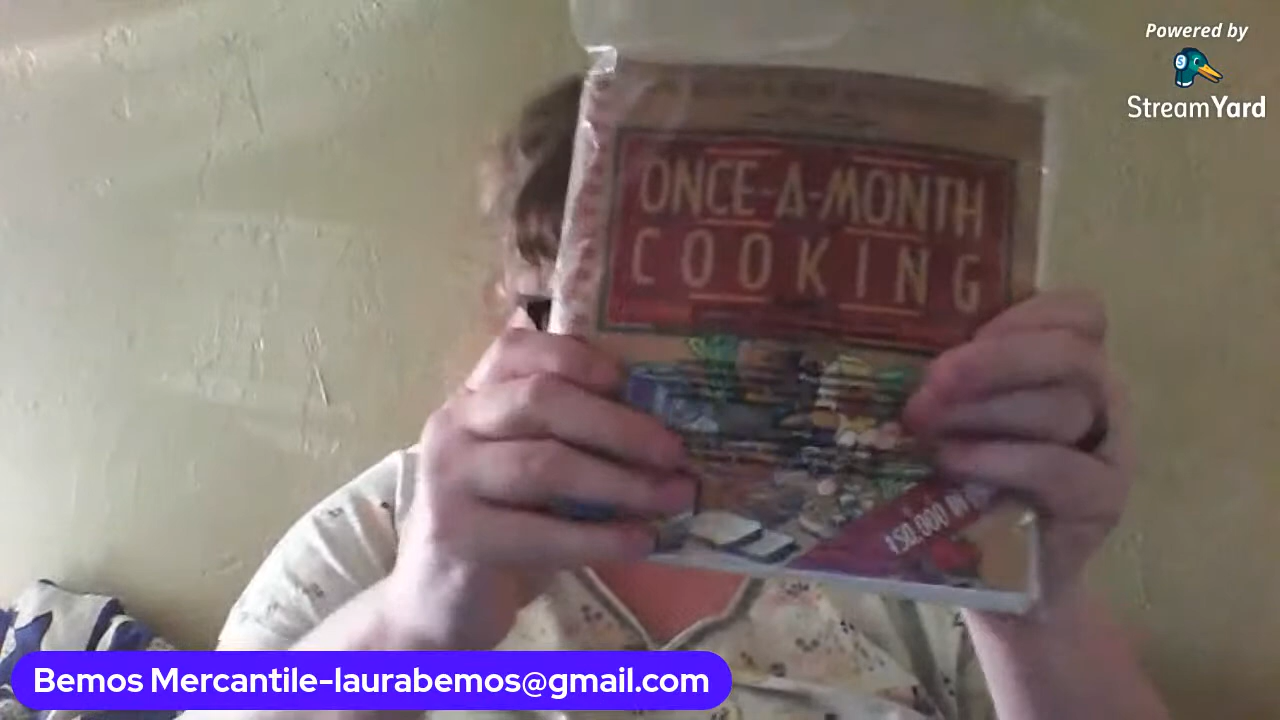 Powered by
StreamYard
ONCE-A-MONTH
COOKING
150,000 IN
Bemos Mercantile-laurabemos@gmail.com